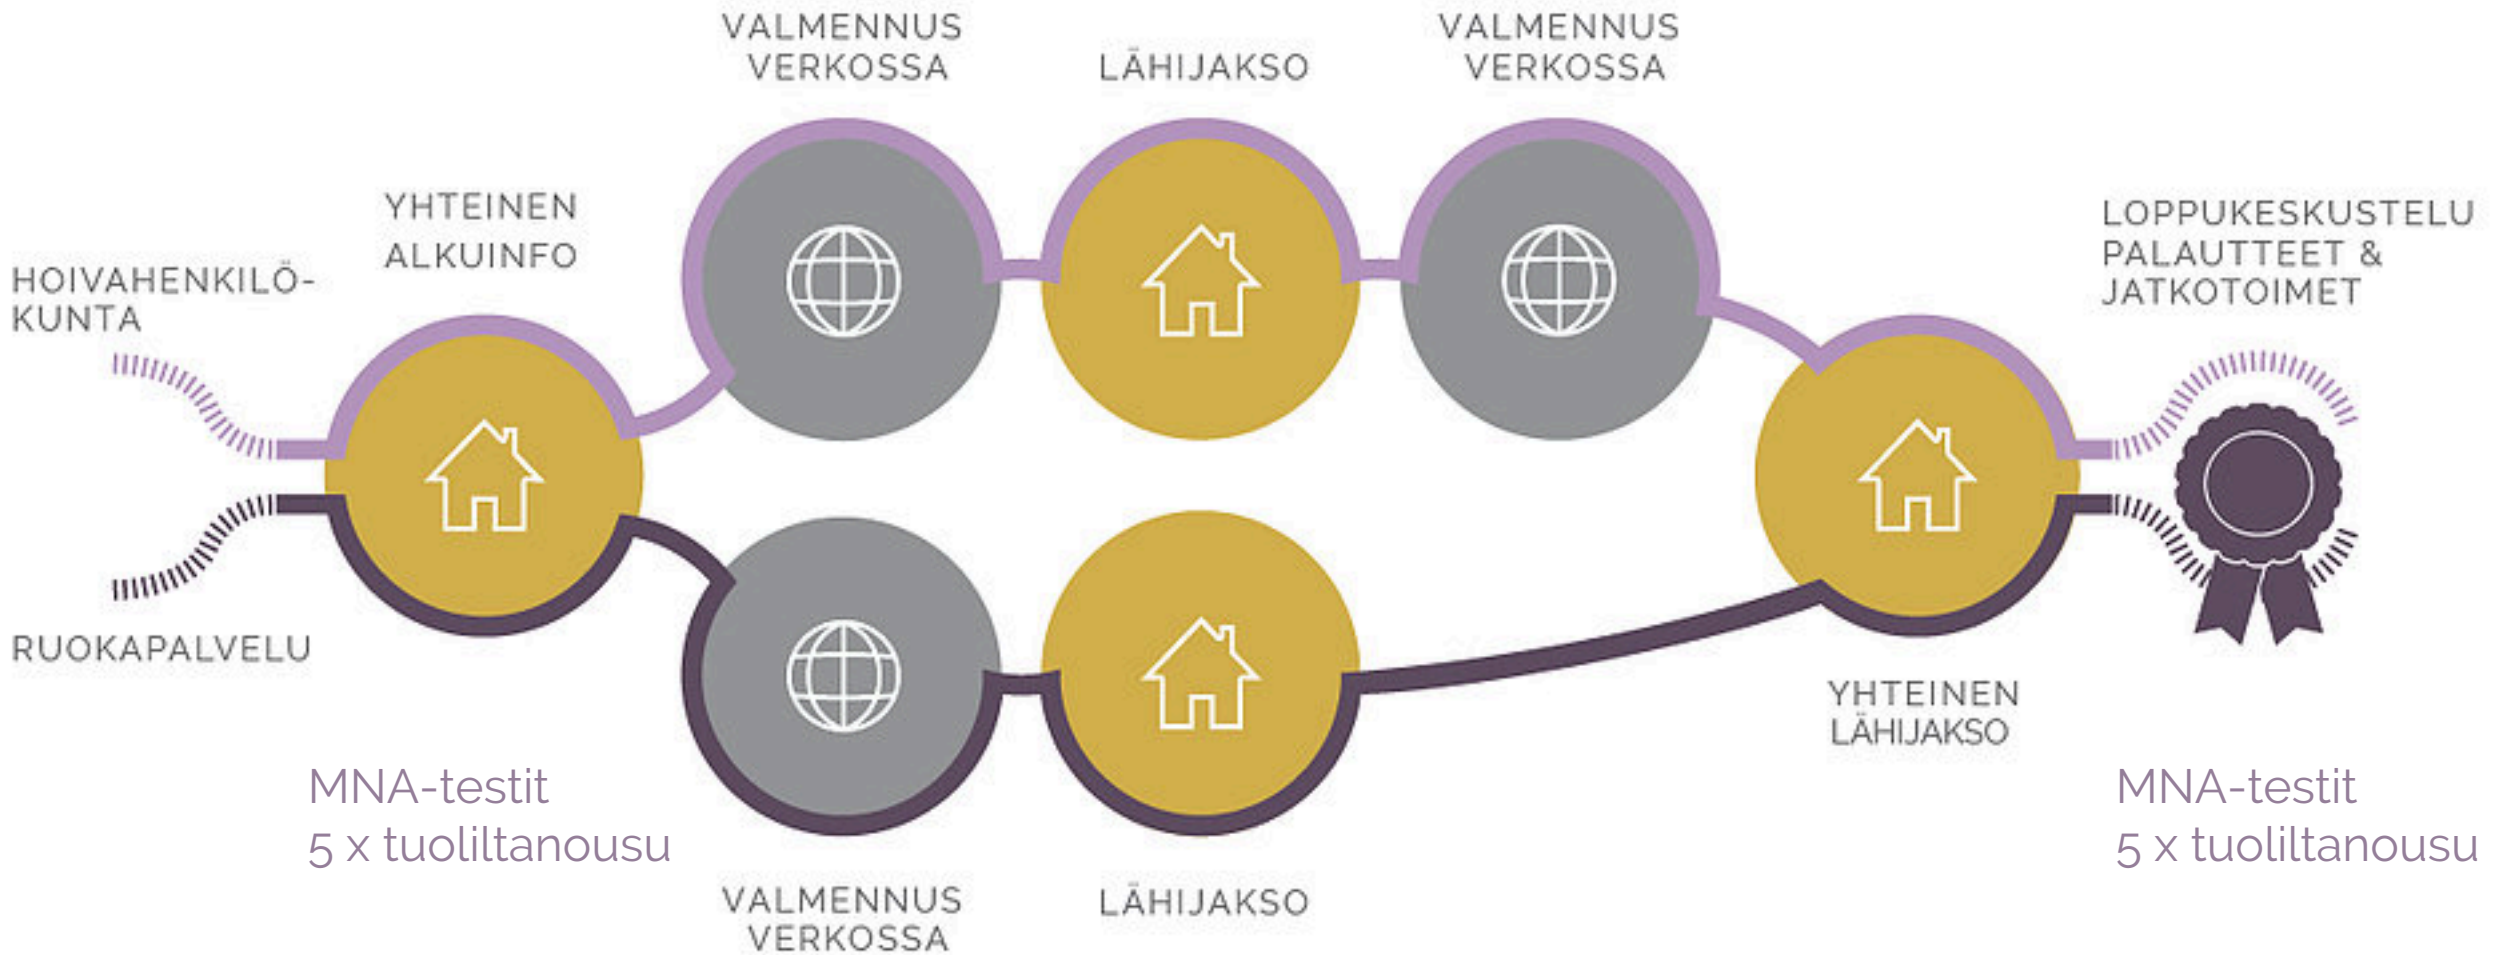 VALMENNUS
VERKOSSA
LÄHIJAKSO
VALMENNUS
VERKOSSA
YHTEINEN
ALKUINFO
LOPPUKESKUSTELU
PALAUTTEET &
JATKOTOIMET
HOIVAHENKILÖ-
KUNTA
RUOKAPALVELU
YHTEINEN
LÄHIJAKSO
MNA-testit
5 x tuoliltanousu
MNA-testit
5 x tuoliltanousu
VALMENNUS
VERKOSSA
LÄHIJAKSO